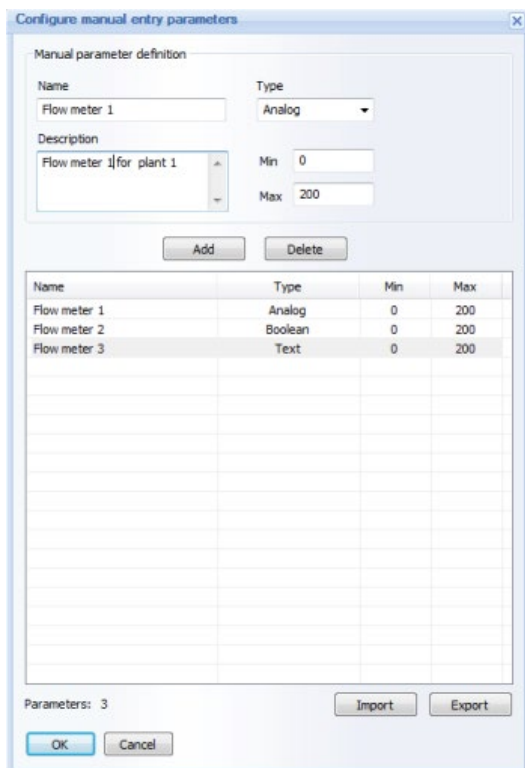 Configure manual entry parameters
Manual parameter definition
Name Type
Flow meter 1 Analog
Description
Flow meter 1 for plant 1
Min 0
Max 200
Add Delete
Name Type Min Max
Flow meter 1 Analog 0 200
Flow meter 2 Boolean 0 200
Flow meter 3 Text 0 200
Parameters: 3 Import Export
OK Cancel